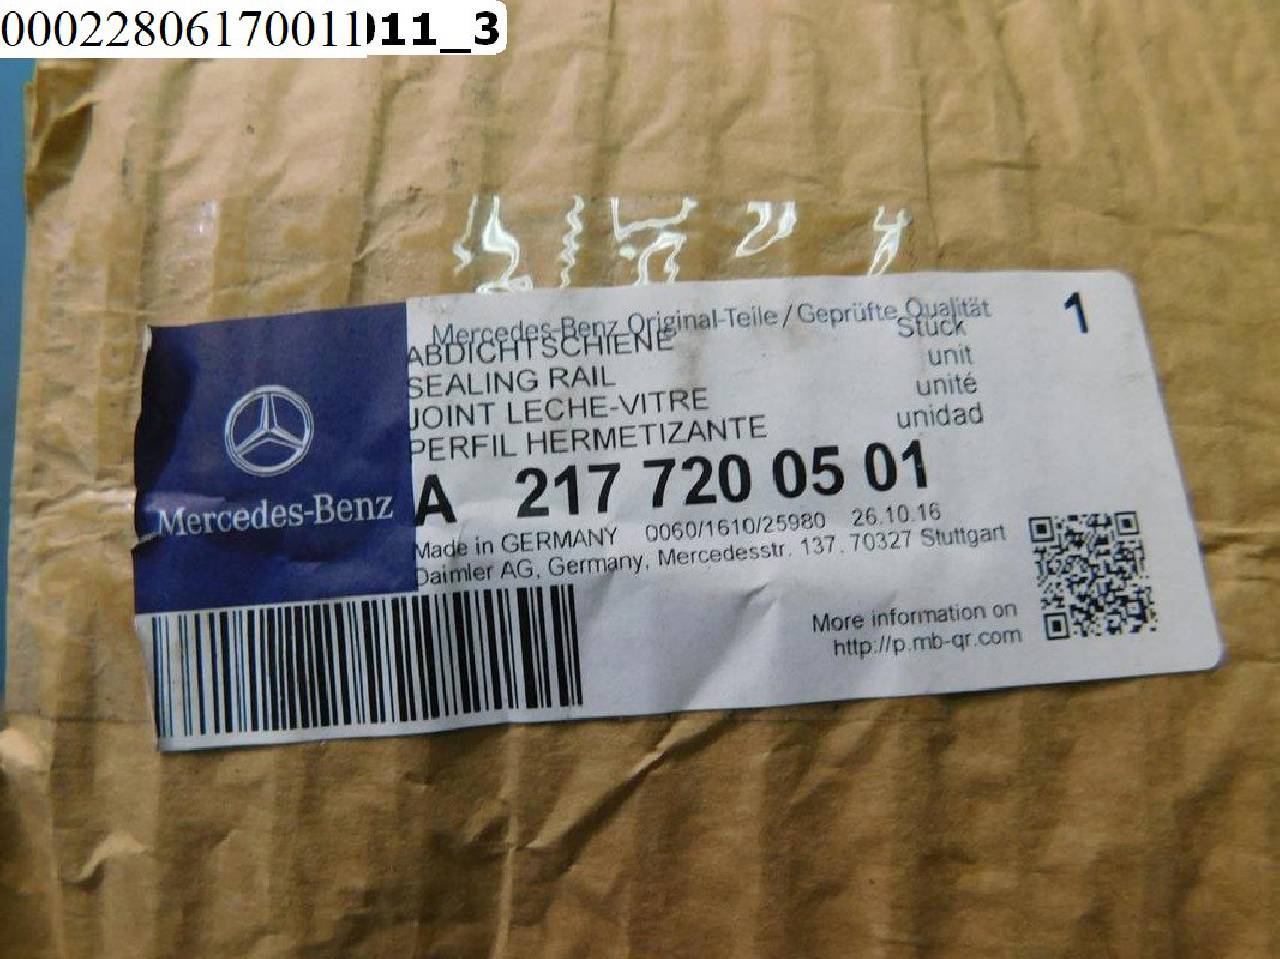 00022806170011011_3
Mercedes-Benz Original-Teile/Geprüfte Qualität
1
ABDICHTSCHIENE Stück
SEALING RAIL unit
JOINT LECHE-VITRE unité
PERFIL HERMETIZANTE unidad
A 217 720 05 01
Mercedes-Benz
Made in GERMANY 0060/1610/25980 26.10.16
Daimler AG, Germany, Mercedesstr. 137, 70327 Stuttgart
More information on
http://p.mb-qr.com